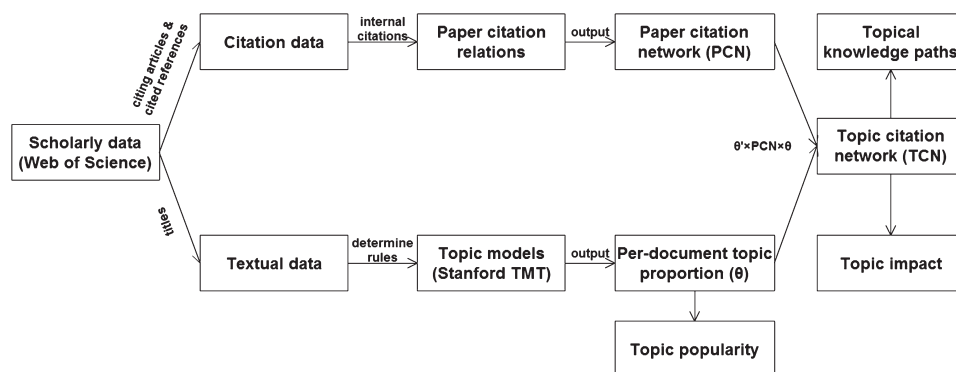 citing articles &
cited references
Citation data
internal
citations
Paper citation
relations
output
Paper citation
network (PCN)
Topical
knowledge paths
Scholarly data
(Web of Science)
θ'×PCN×θ
Topic citation
network (TCN)
titles
Textual data
determine
rules
Topic models
(Stanford TMT)
output
Per-document topic
proportion (θ)
Topic impact
Topic popularity